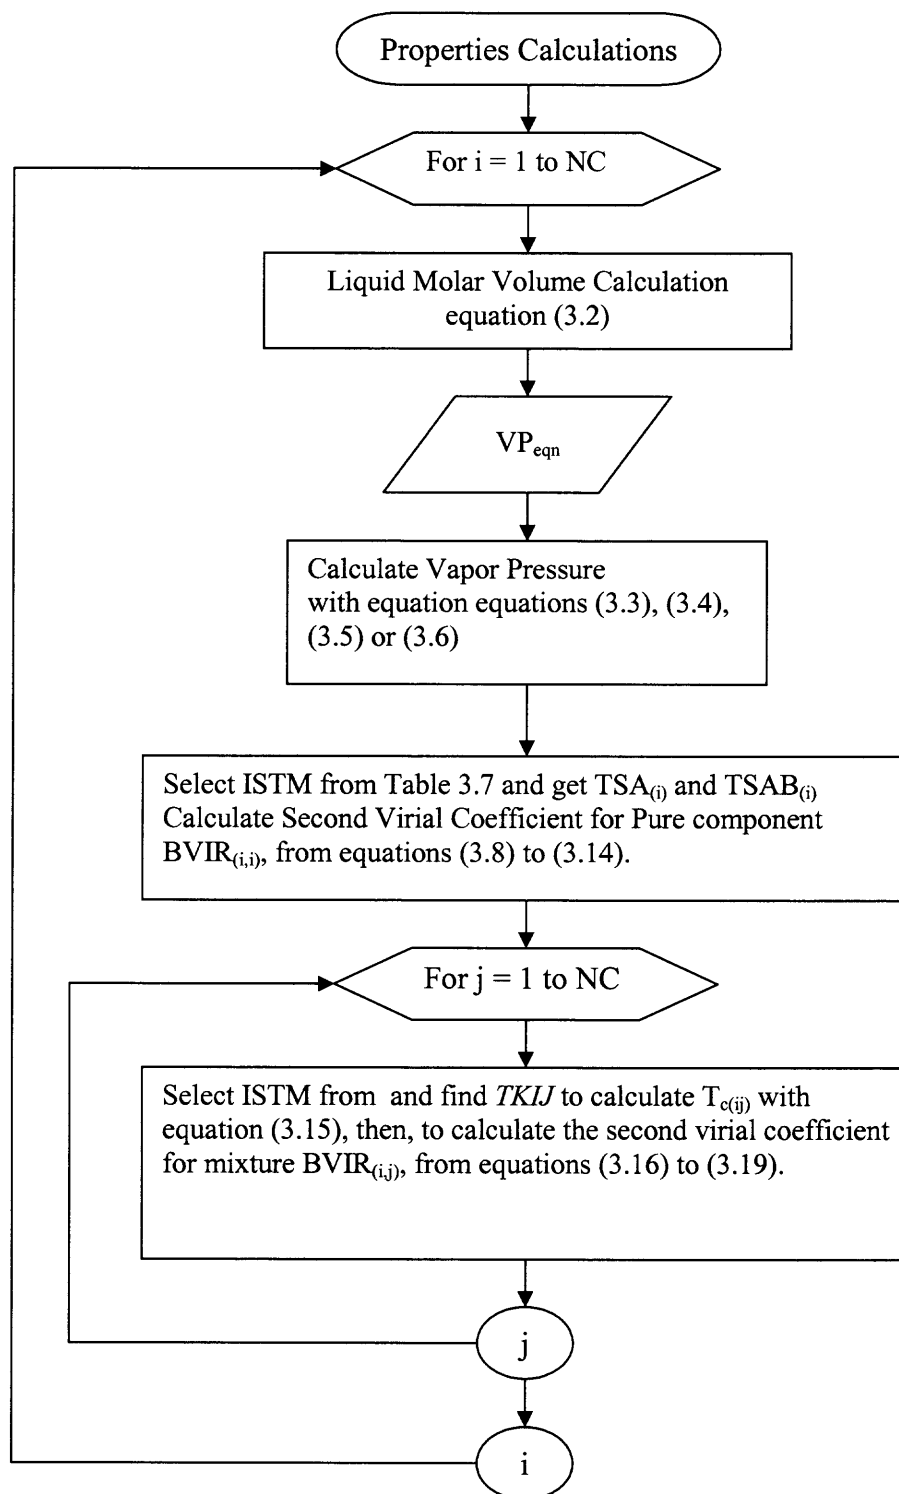 Properties Calculations
For i = 1 to NC
Liquid Molar Volume Calculation
equation (3.2)
VPeqn
Calculate Vapor Pressure
with equation equations (3.3), (3.4),
(3.5) or (3.6)
Select ISTM from Table 3.7 and get TSA(i) and TSAB(i)
Calculate Second Virial Coefficient for Pure component
BVIR(i,i), from equations (3.8) to (3.14).
For j = 1 to NC
Select ISTM from and find TKIJ to calculate Tc(ij) with
equation (3.15), then, to calculate the second virial coefficient
for mixture BVIR(i,j), from equations (3.16) to (3.19).
j
i